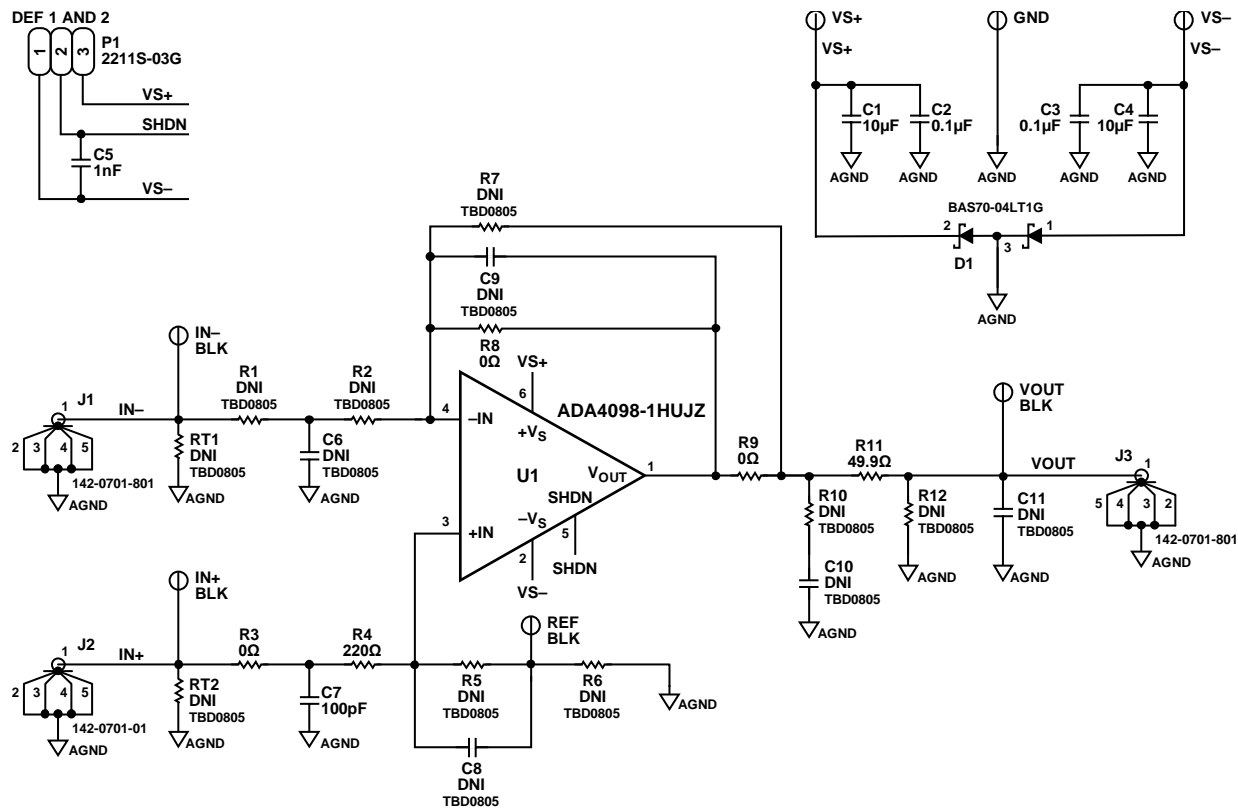 DEF 1 AND 2
1 2 3
P1
2211S-03G
VS+
SHDN
C5
1nF
VS–
VS+
VS+
GND
VS–
VS–
C1
10µF
C2
0.1µF
C3
0.1µF
C4
10µF
AGND
AGND
AGND
AGND
AGND
BAS70-04LT1G
2
3
1
D1
AGND
R7
DNI
TBD0805
C9
DNI
TBD0805
R8
0Ω
IN–
BLK
J1
1
IN–
2 3 4 5
142-0701-801
AGND
RT1
DNI
TBD0805
AGND
R1
DNI
TBD0805
C6
DNI
TBD0805
AGND
R2
DNI
TBD0805
VS+
6
4
–IN
+VS
ADA4098-1HUJZ
U1
VOUT
1
SHDN
–VS
3
+IN
5
2
SHDN
VS–
R9
0Ω
R11
49.9Ω
R10
DNI
TBD0805
C10
DNI
TBD0805
AGND
R12
DNI
TBD0805
AGND
VOUT
BLK
VOUT
C11
DNI
TBD0805
AGND
J3
1
5 4 3 2
142-0701-801
AGND
IN+
BLK
J2
1
IN+
2 3 4 5
142-0701-01
AGND
RT2
DNI
TBD0805
AGND
R3
0Ω
C7
100pF
AGND
R4
220Ω
REF
BLK
R5
DNI
TBD0805
R6
DNI
TBD0805
AGND
C8
DNI
TBD0805